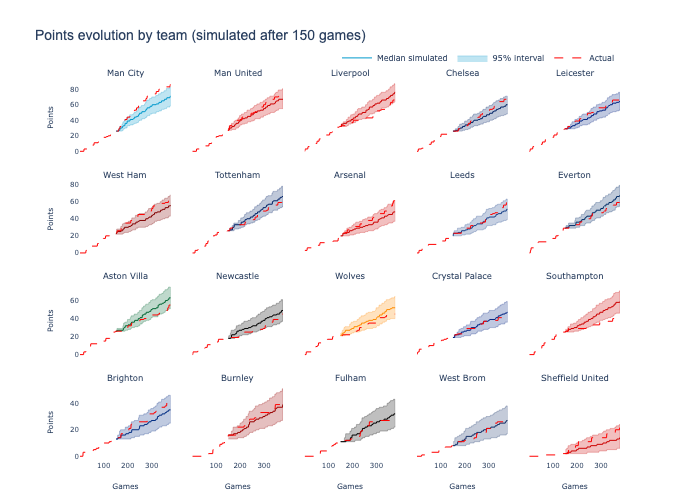 Points evolution by team (simulated after 150 games)
Median simulated 95% interval Actual
Man City Man United Liverpool Chelsea Leicester
80
60
40
20
0
Points
West Ham Tottenham Arsenal Leeds Everton
80
60
40
20
0
Points
Aston Villa Newcastle Wolves Crystal Palace Southampton
60
40
20
0
Points
Brighton Burnley Fulham West Brom Sheffield United
40
20
0
Points
100 200 300 100 200 300 100 200 300 100 200 300 100 200 300
Games Games Games Games Games